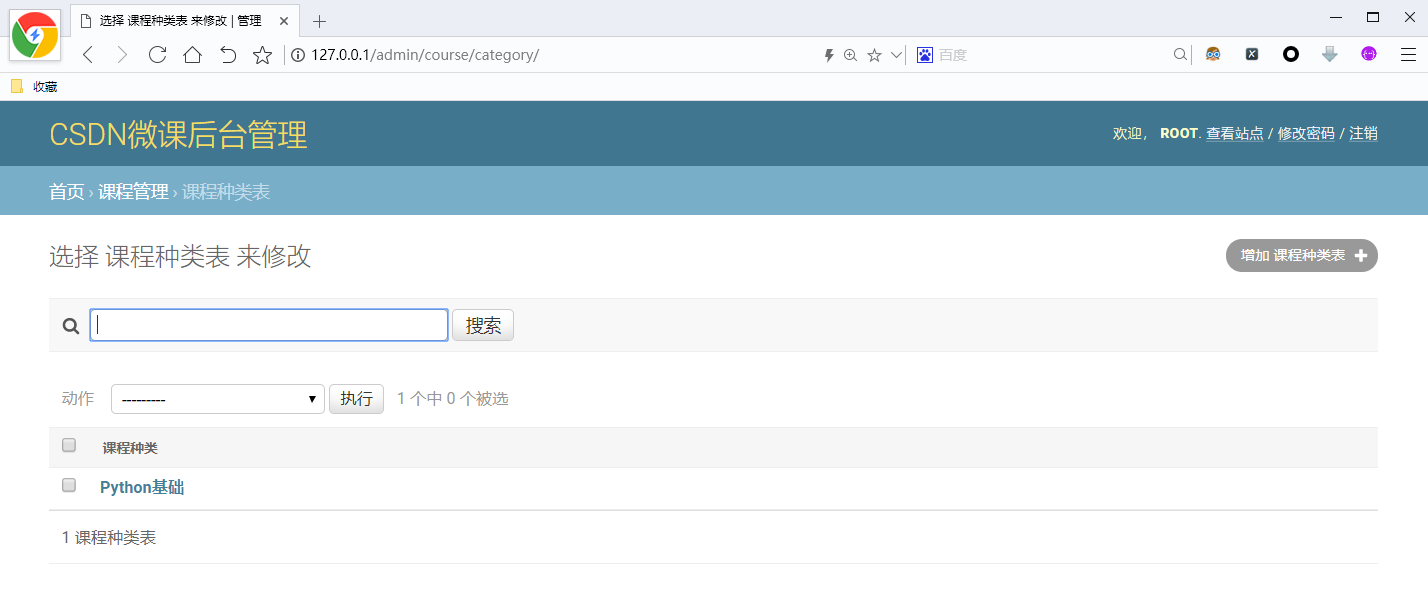 选择 课程种类表 来修改 | 管理
127.0.0.1/admin/course/category/
百度
收藏
CSDN微课后台管理
欢迎， ROOT. 查看站点 / 修改密码 / 注销
首页 › 课程管理 › 课程种类表
选择 课程种类表 来修改
增加 课程种类表
搜索
动作 --------- 执行 1 个中 0 个被选
课程种类
Python基础
1 课程种类表